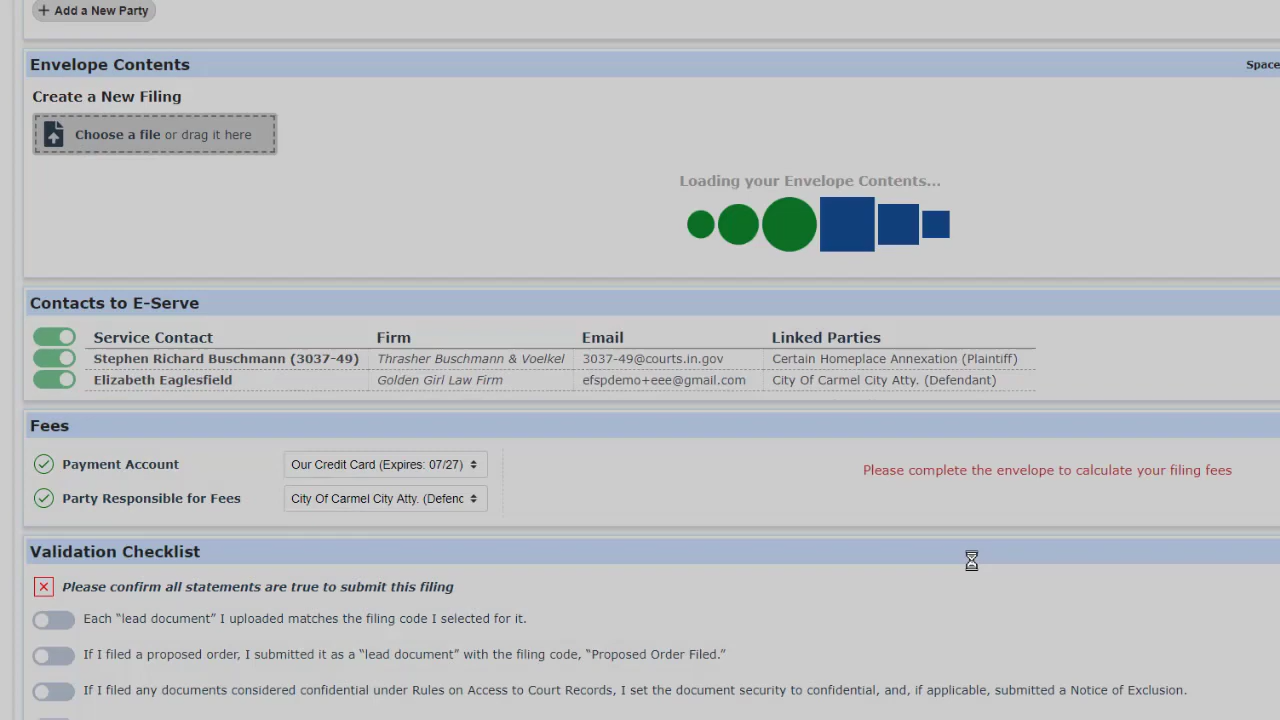 + Add a New Party
Envelope Contents Space
Create a New Filing
Choose a file or drag it here
Loading your Envelope Contents...
Contacts to E-Serve
Service Contact Firm Email Linked Parties
Stephen Richard Buschmann (3037-49) Thrasher Buschmann & Voelkel 3037-49@courts.in.gov Certain Homeplace Annexation (Plaintiff)
Elizabeth Eaglesfield Golden Girl Law Firm efspdemo+eee@gmail.com City Of Carmel City Atty. (Defendant)
Fees
Payment Account Our Credit Card (Expires: 07/27) Please complete the envelope to calculate your filing fees
Party Responsible for Fees City Of Carmel City Atty. (Defenc
Validation Checklist
Please confirm all statements are true to submit this filing
Each “lead document” I uploaded matches the filing code I selected for it.
If I filed a proposed order, I submitted it as a “lead document” with the filing code, “Proposed Order Filed.”
If I filed any documents considered confidential under Rules on Access to Court Records, I set the document security to confidential, and, if applicable, submitted a Notice of Exclusion.